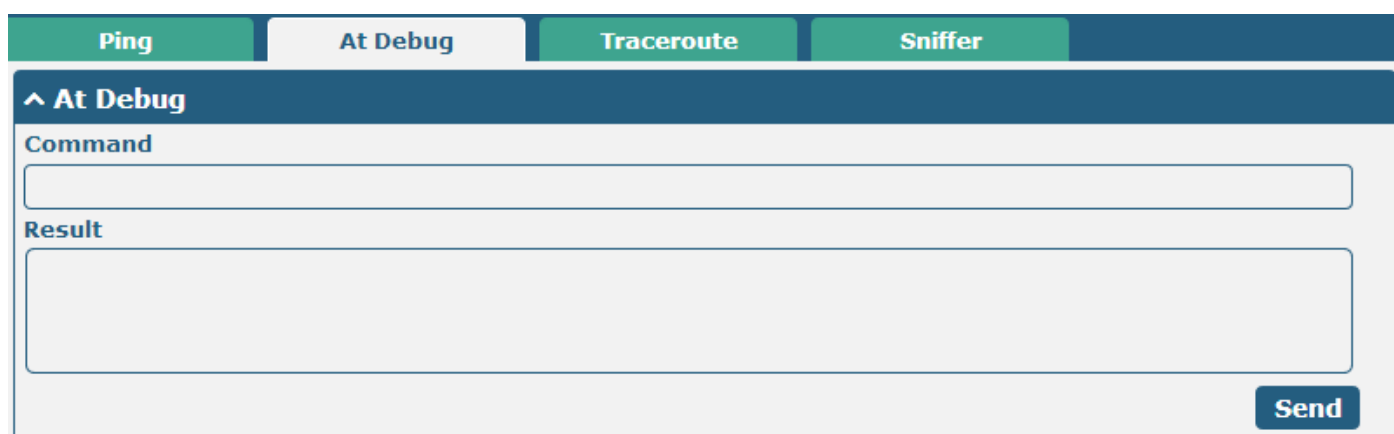 Ping At Debug Traceroute Sniffer
At Debug
Command
Result
Send